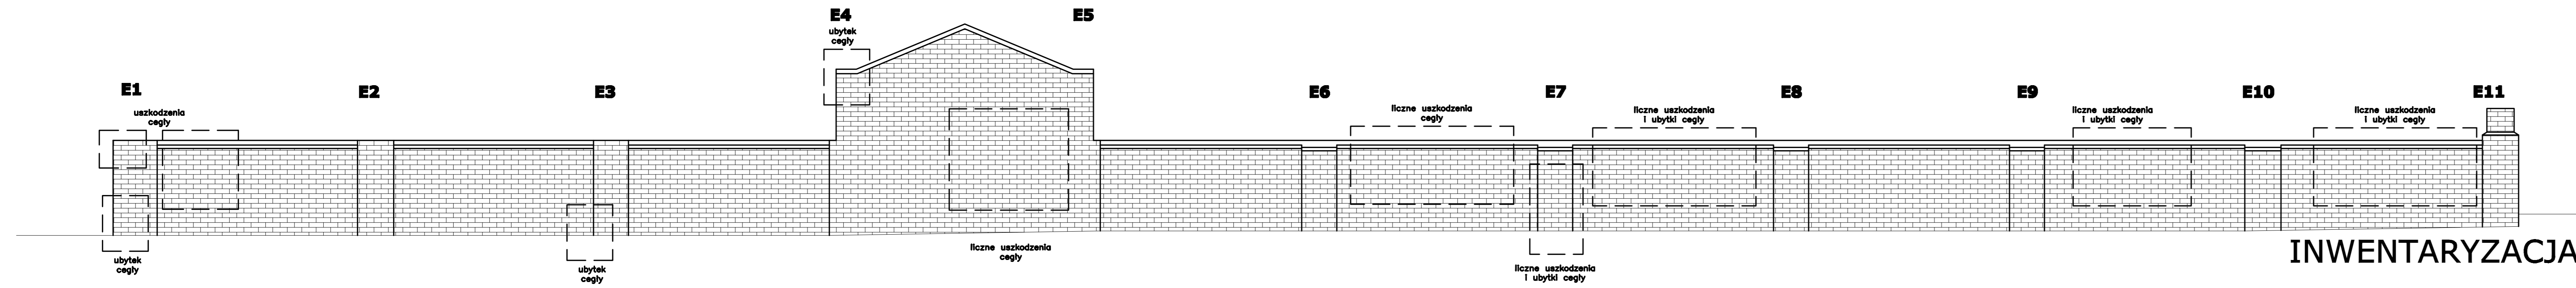 E1
E2
E3
E4
E5
E6
E7
E8
E9
E10
E11
uszkodzenia
cegły
ubytek
cegły
ubytek
cegły
ubytek
cegły
liczne uszkodzenia
cegły
liczne uszkodzenia
cegły
liczne uszkodzenia
i ubytki cegły
liczne uszkodzenia
i ubytki cegły
liczne uszkodzenia
i ubytki cegły
liczne uszkodzenia
i ubytki cegły
INWENTARYZACJA